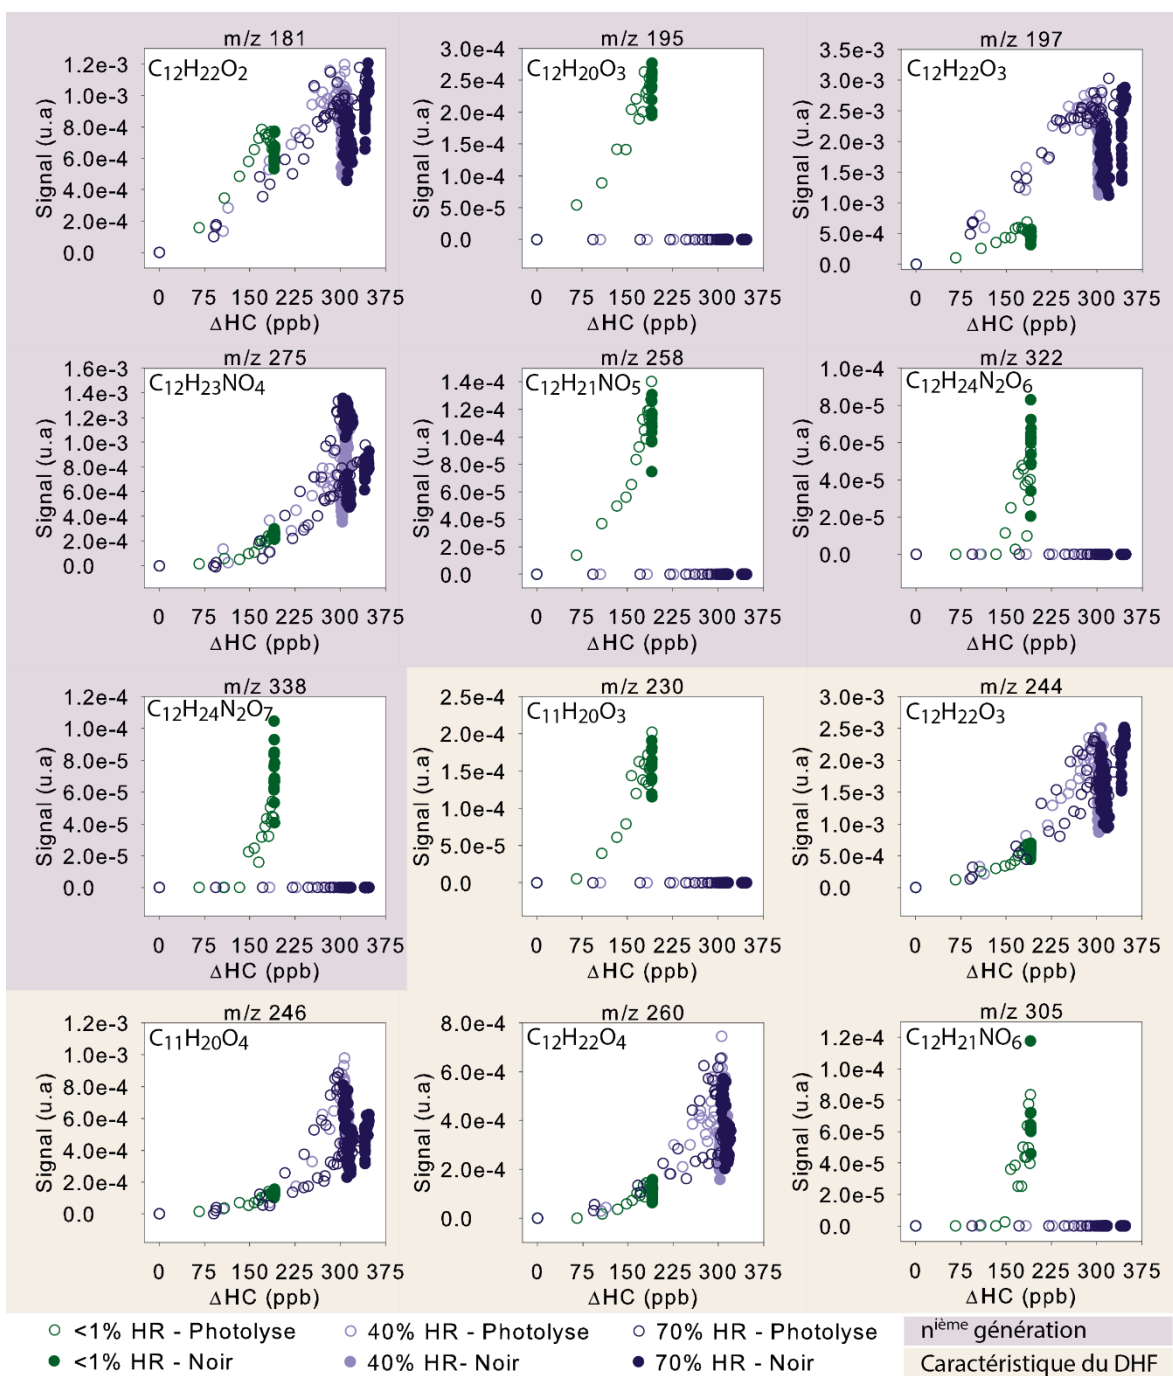 m/z 181
C12H22O2
Signal (u.a)
1.2e-3
1.0e-3
8.0e-4
6.0e-4
4.0e-4
2.0e-4
0.0
0 75 150 225 300 375
ΔHC (ppb)
m/z 195
C12H20O3
Signal (u.a)
3.0e-4
2.5e-4
2.0e-4
1.5e-4
1.0e-4
5.0e-5
0.0
0 75 150 225 300 375
ΔHC (ppb)
m/z 197
C12H22O3
Signal (u.a)
3.5e-3
3.0e-3
2.5e-3
2.0e-3
1.5e-3
1.0e-3
5.0e-4
0.0
0 75 150 225 300 375
ΔHC (ppb)
m/z 275
C12H23NO4
Signal (u.a)
1.6e-3
1.4e-3
1.2e-3
1.0e-3
8.0e-4
6.0e-4
4.0e-4
2.0e-4
0.0
0 75 150 225 300 375
ΔHC (ppb)
m/z 258
C12H21NO5
Signal (u.a)
1.4e-4
1.2e-4
1.0e-4
8.0e-5
6.0e-5
4.0e-5
2.0e-5
0.0
0 75 150 225 300 375
ΔHC (ppb)
m/z 322
C12H24N2O6
Signal (u.a)
1.0e-4
8.0e-5
6.0e-5
4.0e-5
2.0e-5
0.0
0 75 150 225 300 375
ΔHC (ppb)
m/z 338
C12H24N2O7
Signal (u.a)
1.2e-4
1.0e-4
8.0e-5
6.0e-5
4.0e-5
2.0e-5
0.0
0 75 150 225 300 375
ΔHC (ppb)
m/z 230
C11H20O3
Signal (u.a)
2.5e-4
2.0e-4
1.5e-4
1.0e-4
5.0e-5
0.0
0 75 150 225 300 375
ΔHC (ppb)
m/z 244
C12H22O3
Signal (u.a)
3.0e-3
2.5e-3
2.0e-3
1.5e-3
1.0e-3
5.0e-4
0.0
0 75 150 225 300 375
ΔHC (ppb)
m/z 246
C11H20O4
Signal (u.a)
1.2e-3
1.0e-3
8.0e-4
6.0e-4
4.0e-4
2.0e-4
0.0
0 75 150 225 300 375
ΔHC (ppb)
m/z 260
C12H22O4
Signal (u.a)
8.0e-4
6.0e-4
4.0e-4
2.0e-4
0.0
0 75 150 225 300 375
ΔHC (ppb)
m/z 305
C12H21NO6
Signal (u.a)
1.2e-4
1.0e-4
8.0e-5
6.0e-5
4.0e-5
2.0e-5
0.0
0 75 150 225 300 375
ΔHC (ppb)
<1% HR - Photolyse
40% HR - Photolyse
70% HR - Photolyse
nième génération
<1% HR - Noir
40% HR- Noir
70% HR - Noir
Caractéristique du DHF